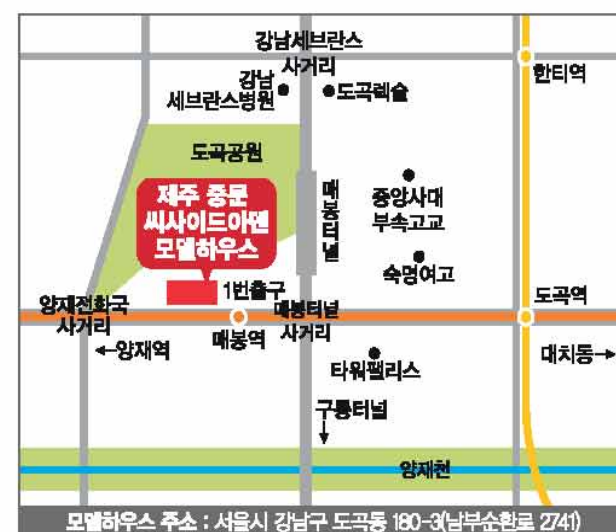 강남세브란스
사거리
한티역
강남
세브란스병원
도곡렉슬
도곡공원
매봉터널
중앙사대
부속고교
제주 중문
씨사이드아덴
모델하우스
숙명여고
1번출구
양재전화국
사거리
매봉터널
사거리
도곡역
←양재역
매봉역
타워팰리스
대치동→
구룡터널
양재천
모델하우스 주소 : 서울시 강남구 도곡동 180-3(남부순환로 2741)